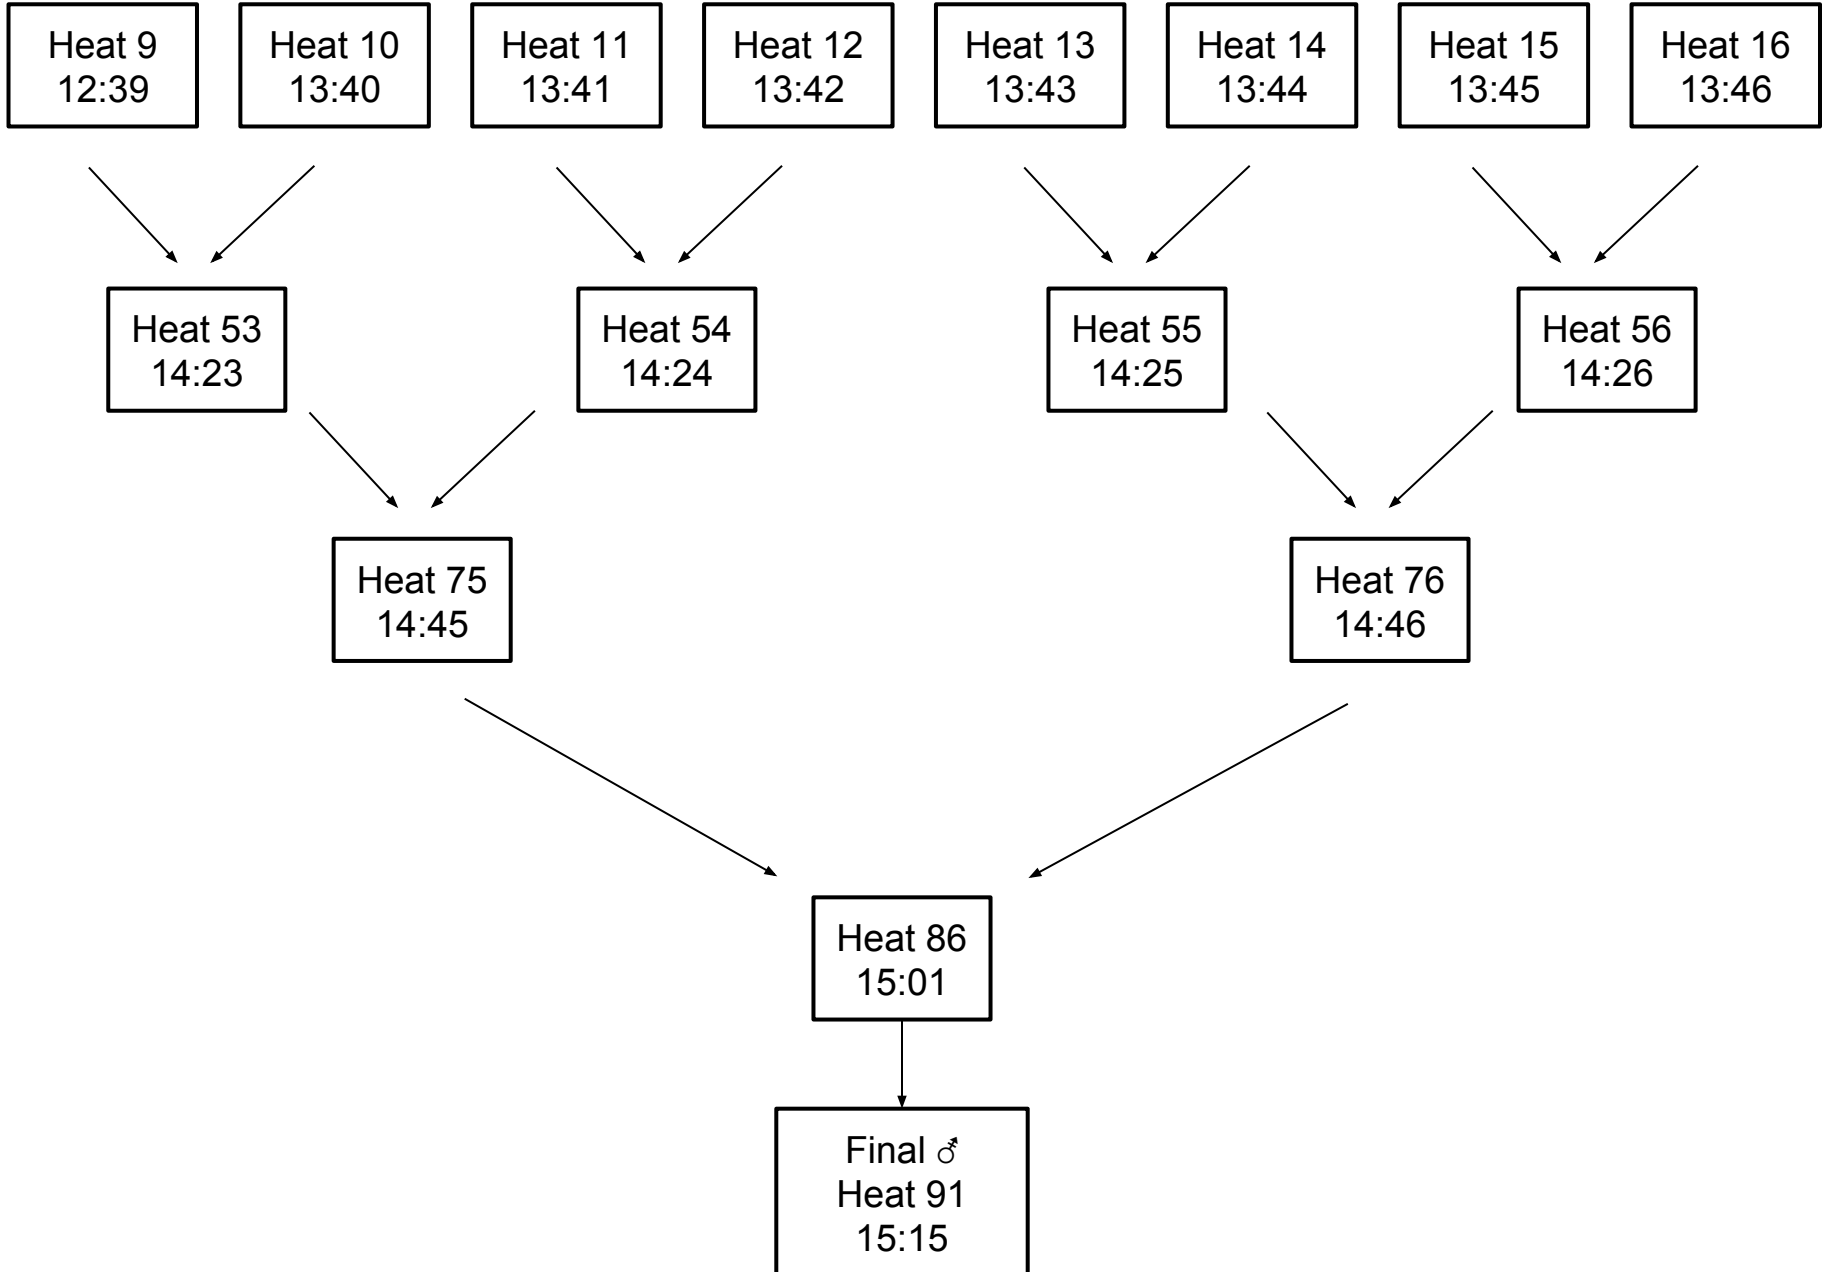 Heat 9
12:39
Heat 10
13:40
Heat 11
13:41
Heat 12
13:42
Heat 13
13:43
Heat 14
13:44
Heat 15
13:45
Heat 16
13:46
Heat 53
14:23
Heat 54
14:24
Heat 55
14:25
Heat 56
14:26
Heat 75
14:45
Heat 76
14:46
Heat 86
15:01
Final ⚦
Heat 91
15:15